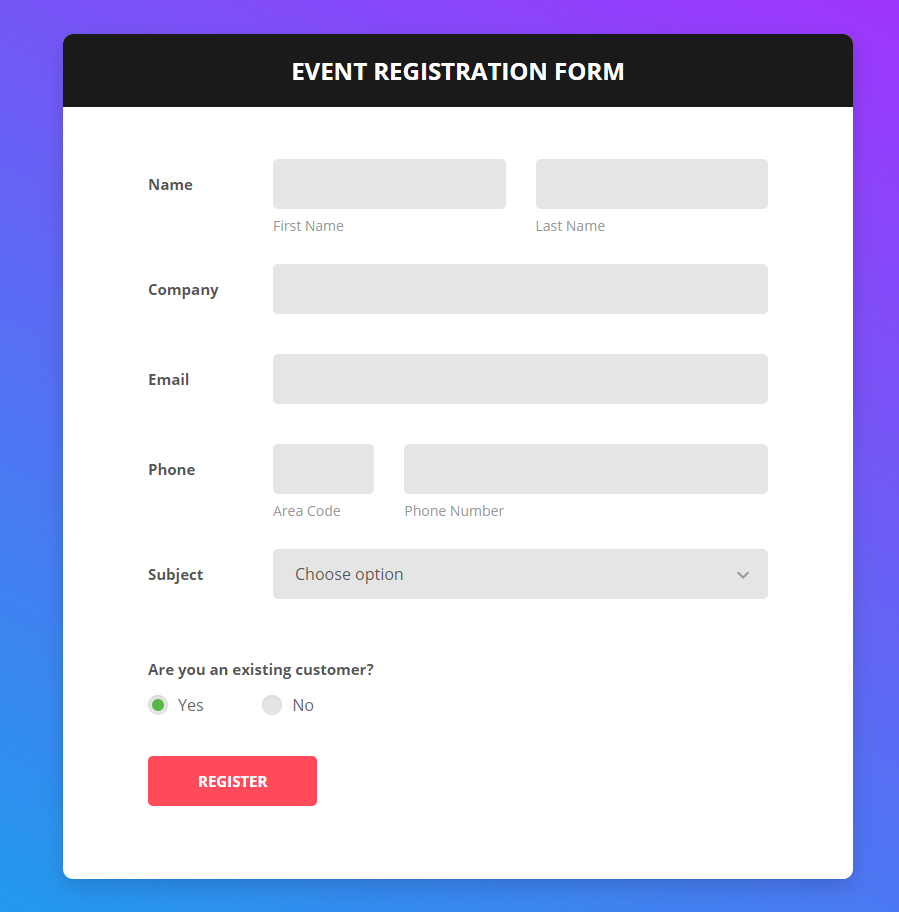 EVENT REGISTRATION FORM
Name
First Name Last Name
Company
Email
Phone
Area Code Phone Number
Subject Choose option
Are you an existing customer?
Yes No
REGISTER